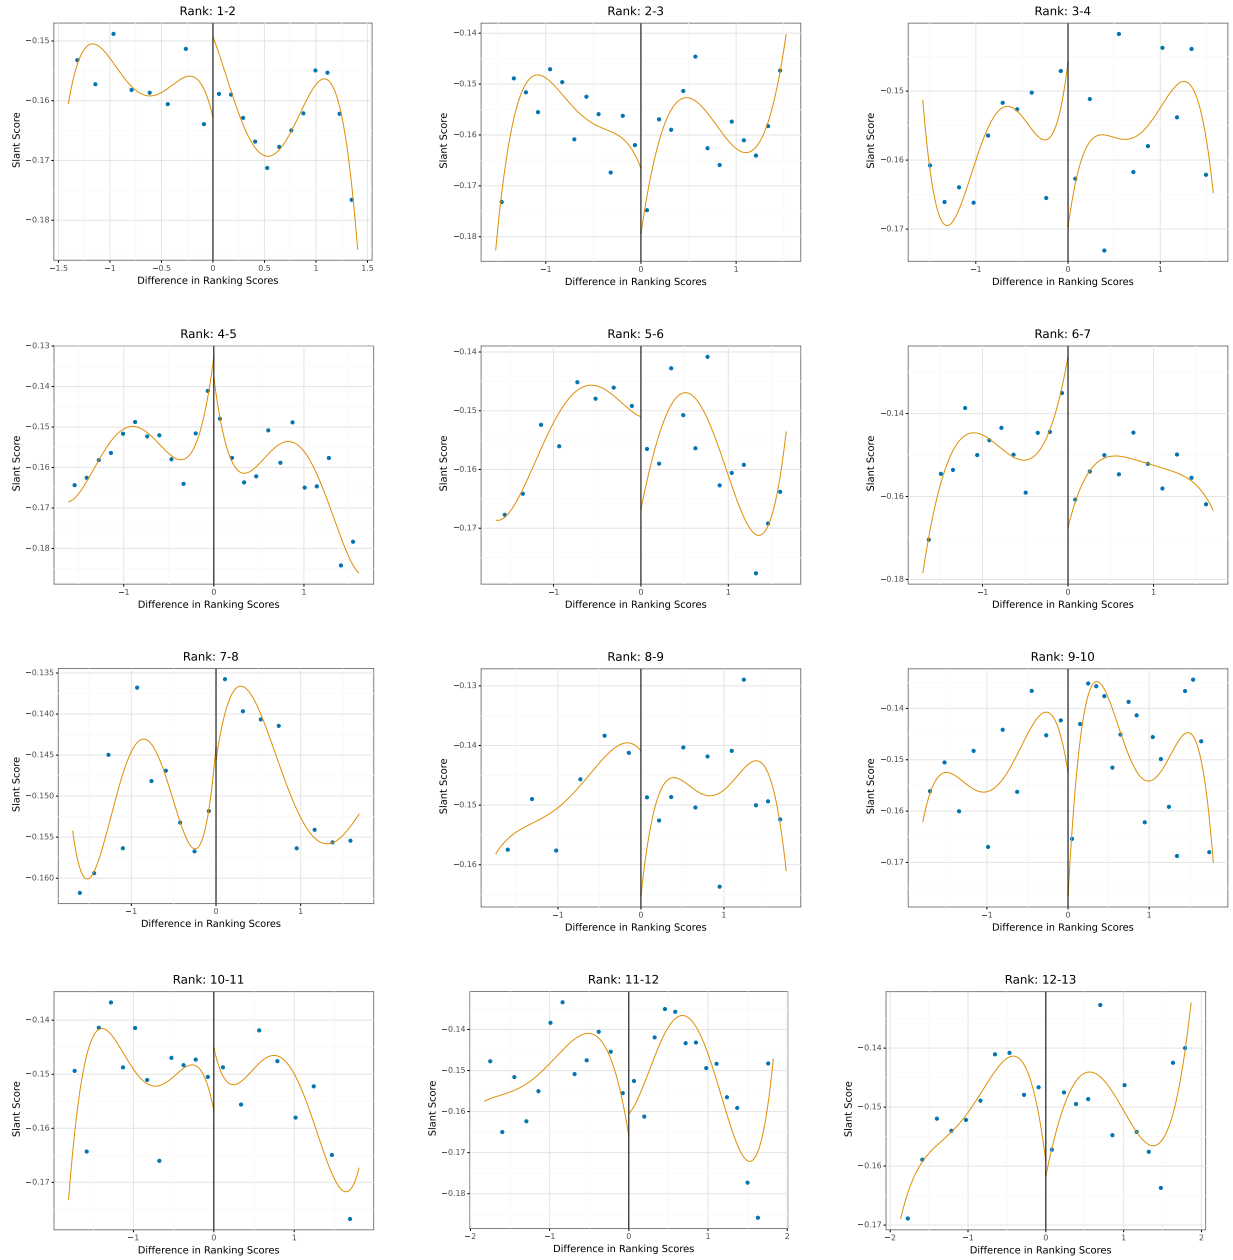 Rank: 1-2
Slant Score
−0.15
−0.16
−0.17
−0.18
−1.5
−1
−0.5
0
0.5
1
1.5
Difference in Ranking Scores
Rank: 2-3
Slant Score
−0.14
−0.15
−0.16
−0.17
−0.18
−1
0
1
Difference in Ranking Scores
Rank: 3-4
Slant Score
−0.15
−0.16
−0.17
−1
0
1
Difference in Ranking Scores
Rank: 4-5
Slant Score
−0.13
−0.14
−0.15
−0.16
−0.17
−0.18
−1
0
1
Difference in Ranking Scores
Rank: 5-6
Slant Score
−0.14
−0.15
−0.16
−0.17
−1
0
1
Difference in Ranking Scores
Rank: 6-7
Slant Score
−0.14
−0.16
−0.18
−1
0
1
Difference in Ranking Scores
Rank: 7-8
Slant Score
−0.135
−0.140
−0.145
−0.150
−0.155
−0.160
−1
0
1
Difference in Ranking Scores
Rank: 8-9
Slant Score
−0.13
−0.14
−0.15
−0.16
−1
0
1
Difference in Ranking Scores
Rank: 9-10
Slant Score
−0.14
−0.15
−0.16
−0.17
−1
0
1
Difference in Ranking Scores
Rank: 10-11
Slant Score
−0.14
−0.15
−0.16
−0.17
−1
0
1
Difference in Ranking Scores
Rank: 11-12
Slant Score
−0.14
−0.15
−0.16
−0.17
−0.18
−2
−1
0
1
2
Difference in Ranking Scores
Rank: 12-13
Slant Score
−0.14
−0.15
−0.16
−0.17
−2
−1
0
1
2
Difference in Ranking Scores